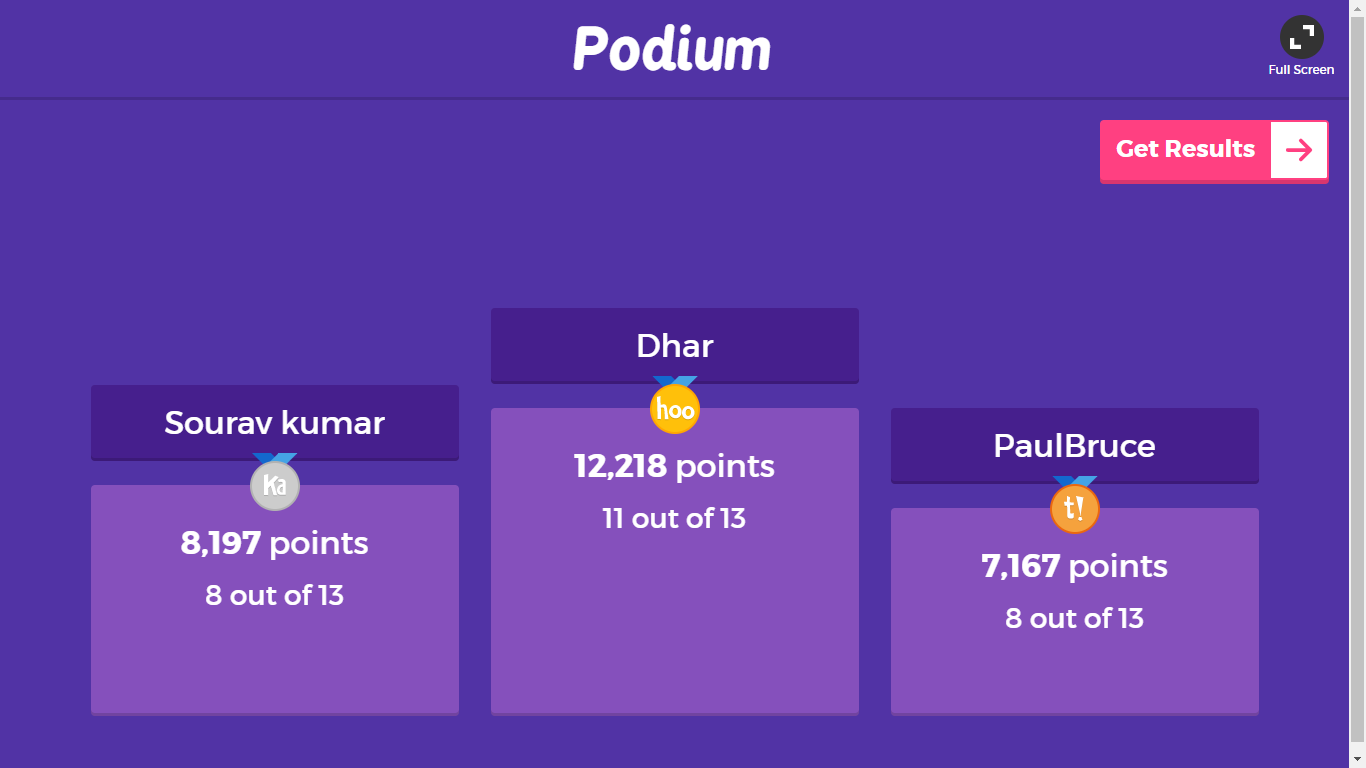 Podium
Full Screen
Get Results
Sourav kumar
Ka
8,197 points
8 out of 13
Dhar
hoo
12,218 points
11 out of 13
PaulBruce
t!
7,167 points
8 out of 13